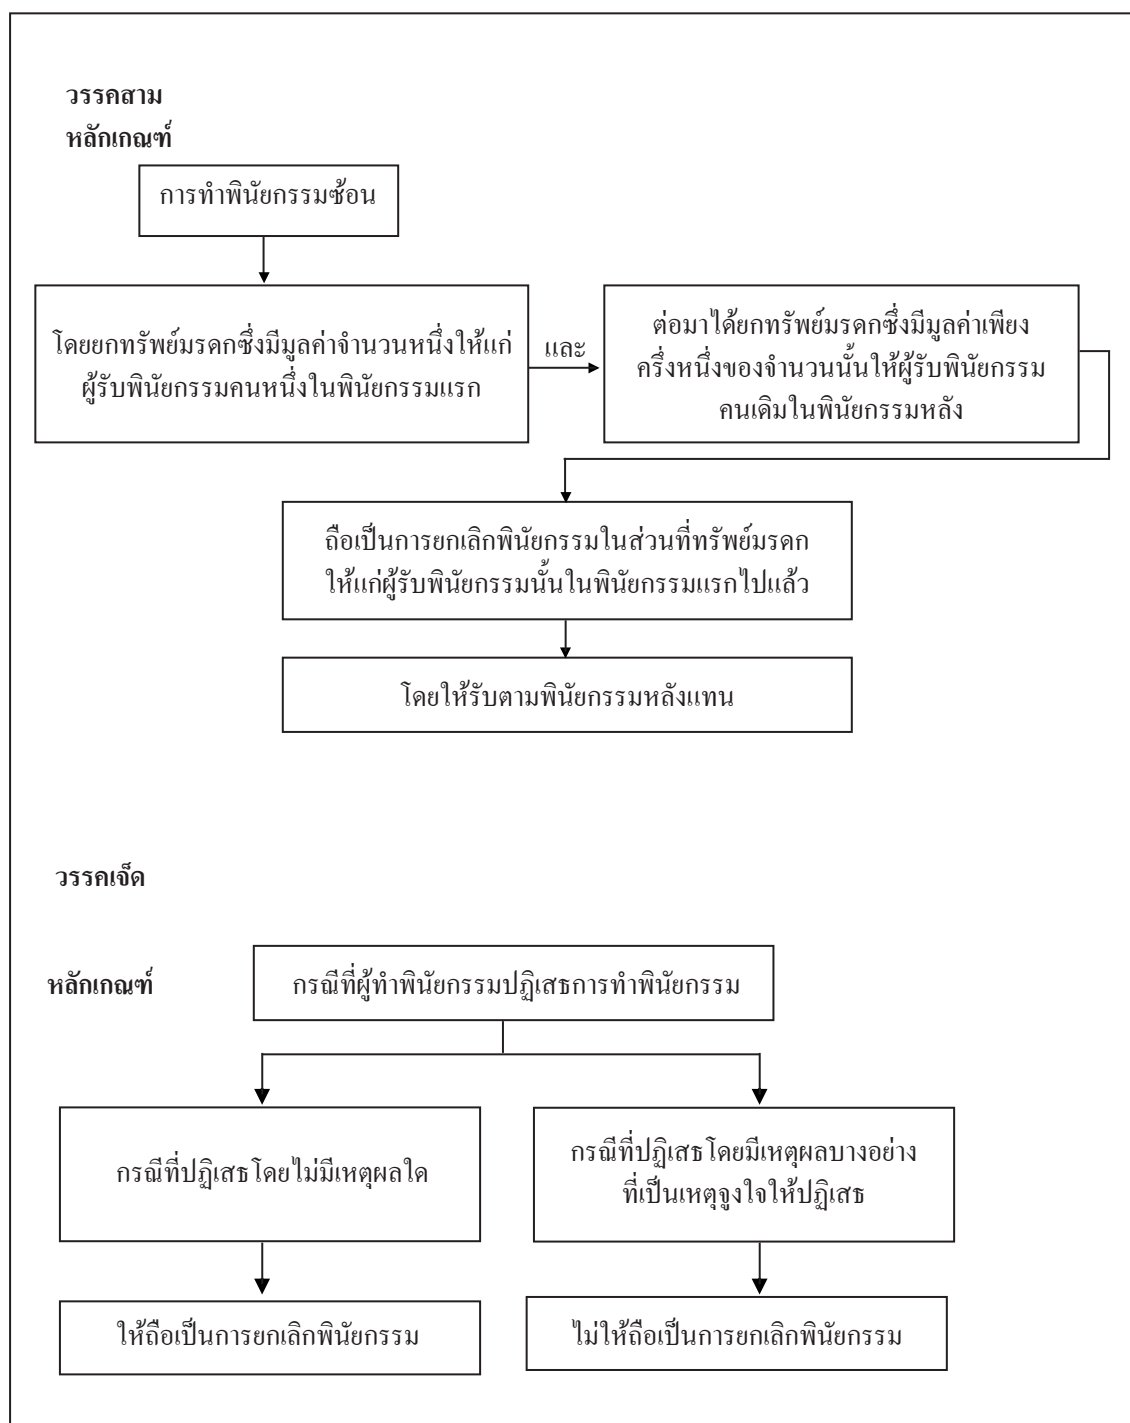 วรรคสาม
หลักเกณฑ์
การทำพินัยกรรมซ้อน
โดยยกทรัพย์มรดกซึ่งมีมูลค่าจำนวนหนึ่งให้แก่
ผู้รับพินัยกรรมคนหนึ่งในพินัยกรรมแรก
และ
ต่อมาได้ยกทรัพย์มรดกซึ่งมีมูลค่าเพียง
ครึ่งหนึ่งของจำนวนนั้นให้ผู้รับพินัยกรรม
คนเดิมในพินัยกรรมหลัง
ถือเป็นการยกเลิกพินัยกรรมในส่วนที่ทรัพย์มรดก
ให้แก่ผู้รับพินัยกรรมนั้นในพินัยกรรมแรกไปแล้ว
โดยให้รับตามพินัยกรรมหลังแทน
วรรคเจ็ด
หลักเกณฑ์
กรณีที่ผู้ทำพินัยกรรมปฏิเสธการทำพินัยกรรม
กรณีที่ปฏิเสธโดยไม่มีเหตุผลใด
กรณีที่ปฏิเสธโดยมีเหตุผลบางอย่าง
ที่เป็นเหตุจูงใจให้ปฏิเสธ
ให้ถือเป็นการยกเลิกพินัยกรรม
ไม่ให้ถือเป็นการยกเลิกพินัยกรรม